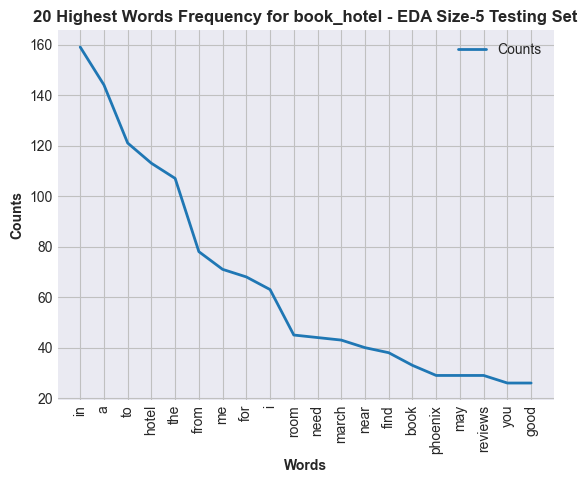 20 Highest Words Frequency for book_hotel - EDA Size-5 Testing Set
Counts
160
140
120
100
80
60
40
20
Counts
in
a
to
hotel
the
from
me
for
i
room
need
march
near
find
book
phoenix
may
reviews
you
good
Words